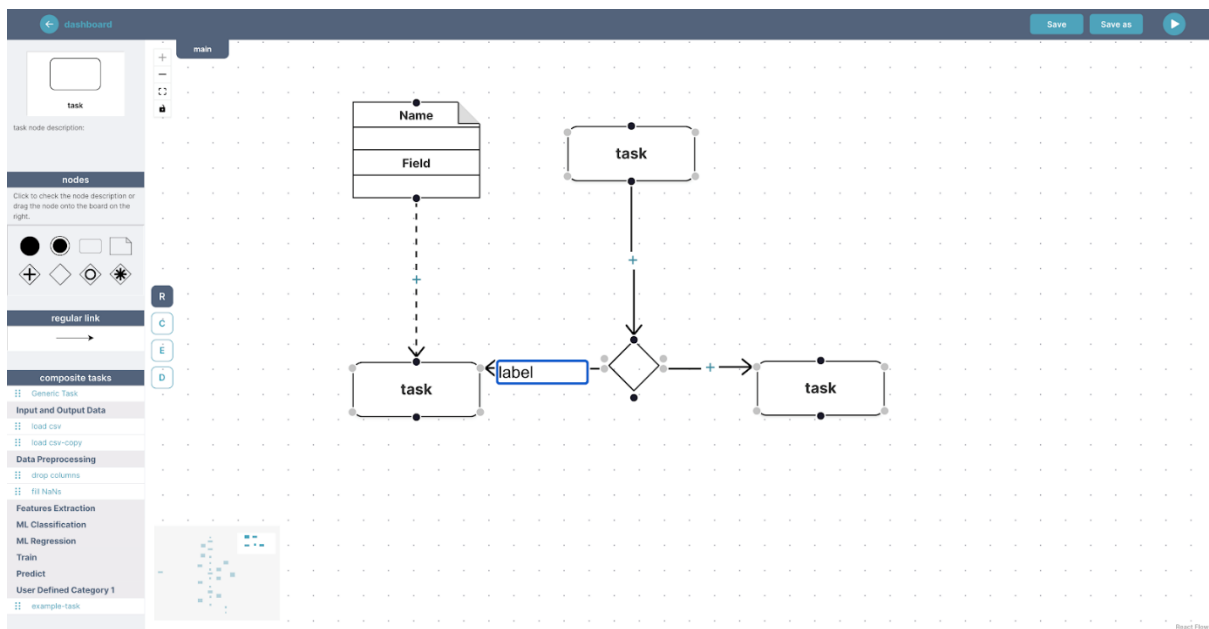 dashboard
Save
Save as
main
task
task node description:
nodes
Click to check the node description or
drag the node onto the board on the
right.
regular link
composite tasks
Generic Task
Input and Output Data
load csv
load csv-copy
Data Preprocessing
drop columns
fill NaNs
Features Extraction
ML Classification
ML Regression
Train
Predict
User Defined Category 1
example-task
R
C
E
D
Name
Field
task
task
label
task
React Flow